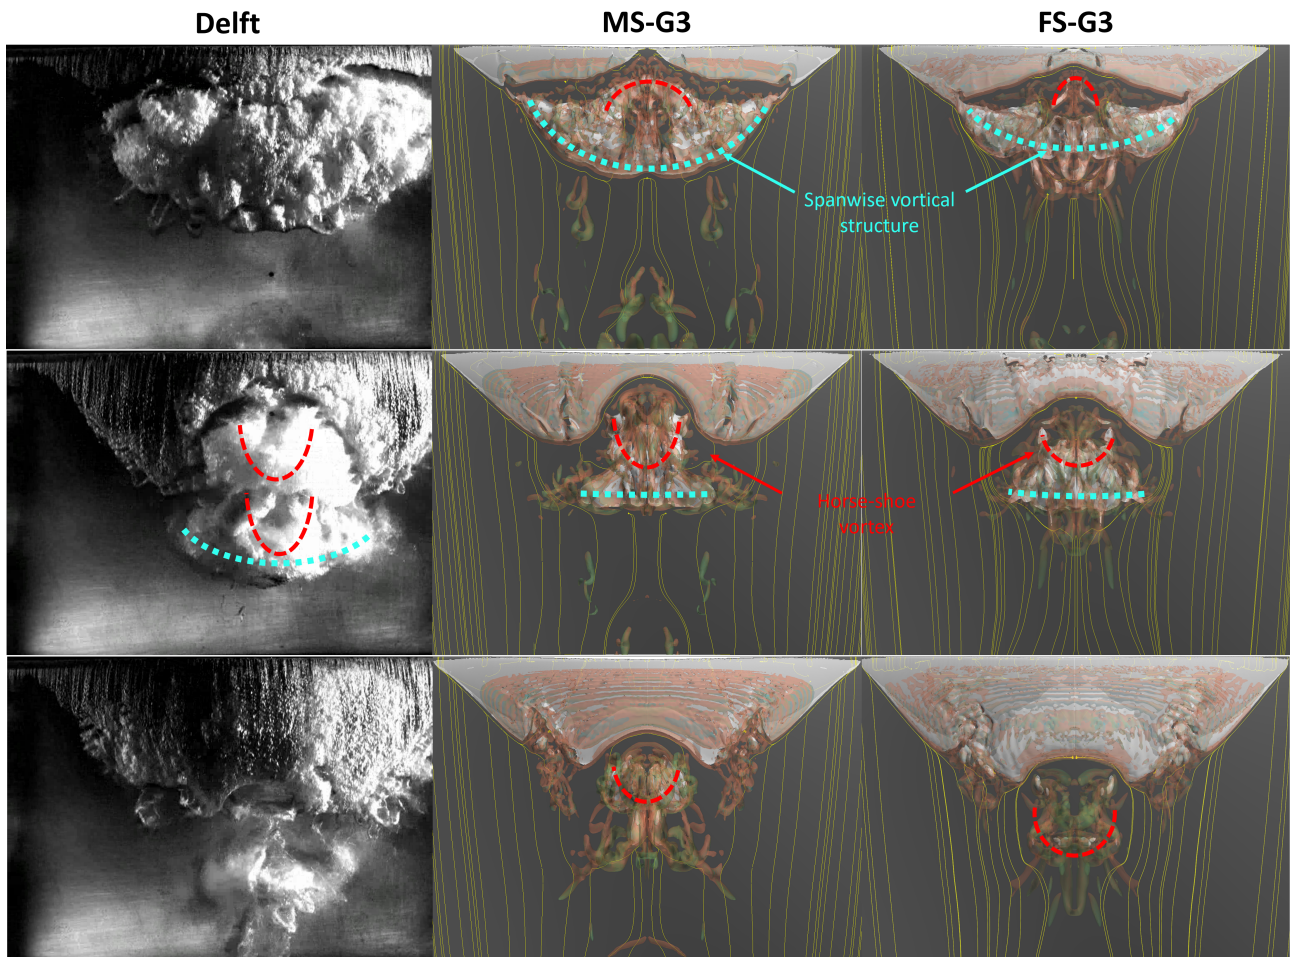 Delft
MS-G3
FS-G3
Spanwise vortical
structure
Horse-shoe
vortex